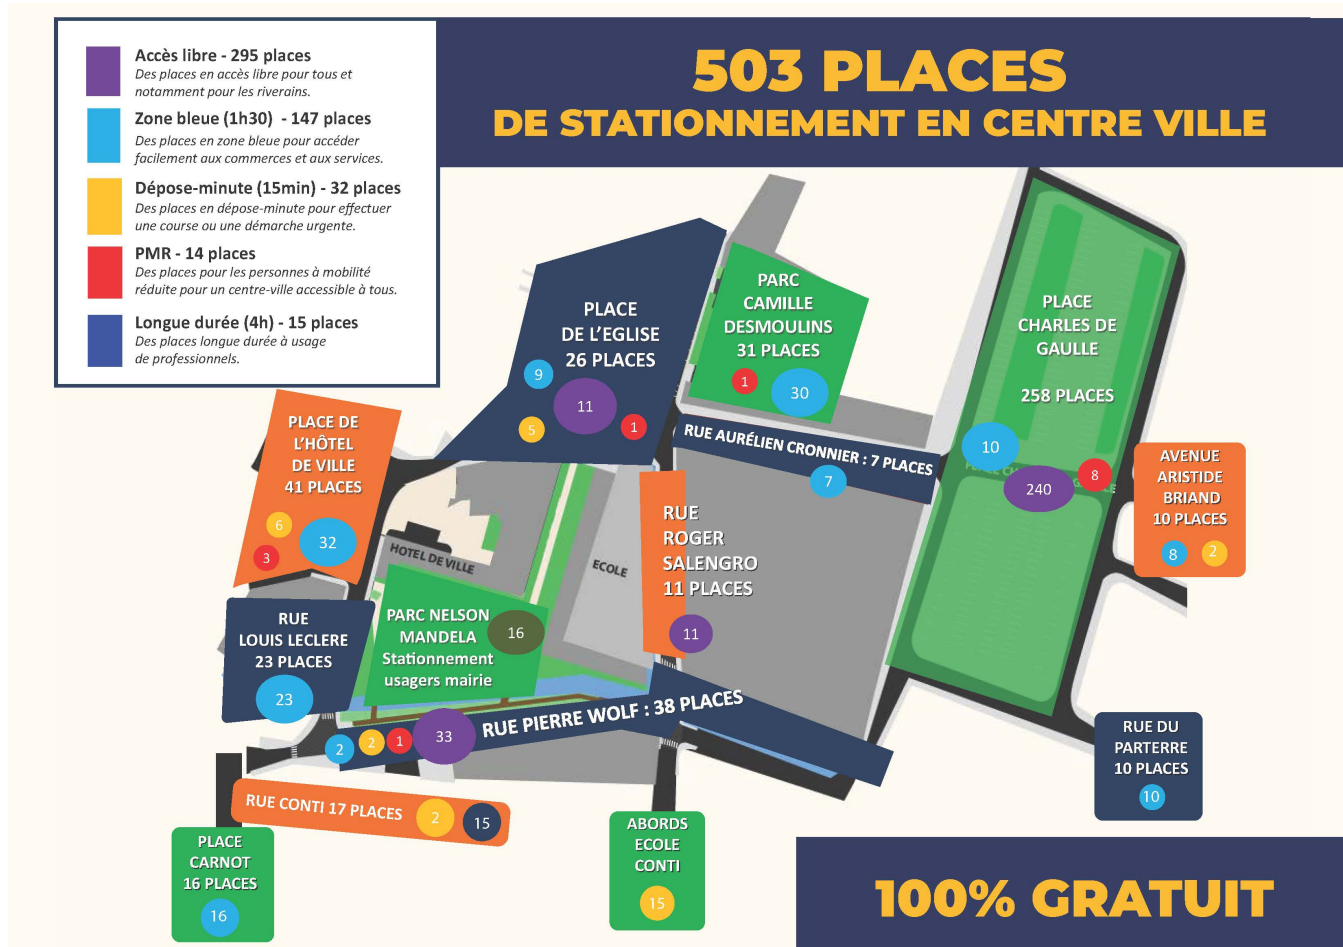 Accès libre - 295 places
Des places en accès libre pour tous et
notamment pour les riverains.
Zone bleue (1h30) - 147 places
Des places en zone bleue pour accéder
facilement aux commerces et aux services.
Dépose-minute (15min) - 32 places
Des places en dépose-minute pour effectuer
une course ou une démarche urgente.
PMR - 14 places
Des places pour les personnes à mobilité
réduite pour un centre-ville accessible à tous.
Longue durée (4h) - 15 places
Des places longue durée à usage
de professionnels.
503 PLACES
DE STATIONNEMENT EN CENTRE VILLE
PLACE
DE L'EGLISE
26 PLACES
9
11
5
1
PARC
CAMILLE
DESMOULINS
31 PLACES
1
30
PLACE
CHARLES DE
GAULLE
258 PLACES
10
240
8
RUE AURÉLIEN CRONNIER : 7 PLACES
7
AVENUE
ARISTIDE
BRIAND
10 PLACES
8
2
PLACE DE
L'HÔTEL
DE VILLE
41 PLACES
6
3
32
HOTEL DE VILLE
ECOLE
RUE
ROGER
SALENGRO
11 PLACES
11
RUE
LOUIS LECLERE
23 PLACES
23
PARC NELSON
MANDELA
Stationnement
usagers mairie
16
RUE PIERRE WOLF : 38 PLACES
2
2
1
33
RUE DU
PARTERRE
10 PLACES
10
RUE CONTI 17 PLACES
2
15
PLACE
CARNOT
16 PLACES
16
ABORDS
ECOLE
CONTI
15
100% GRATUIT